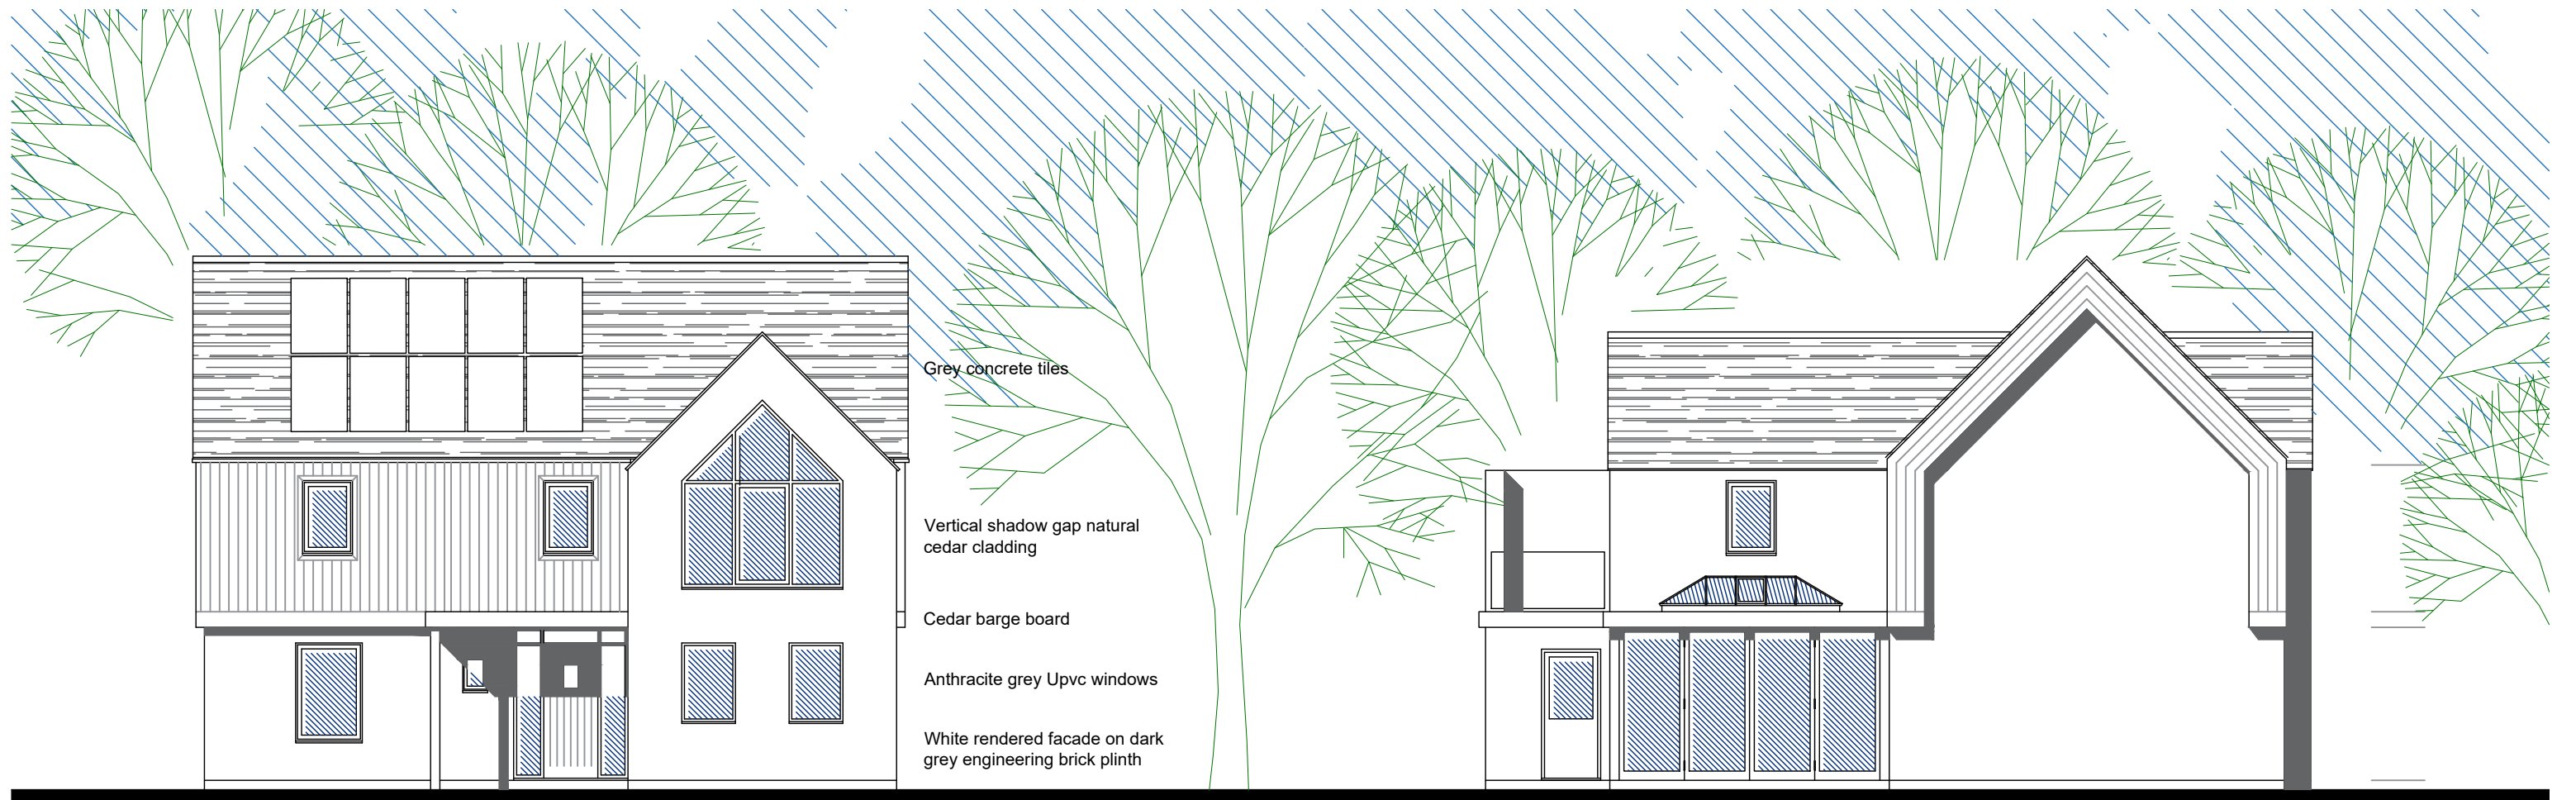 Grey concrete tiles
Vertical shadow gap natural
cedar cladding
Cedar barge board
Anthracite grey Upvc windows
White rendered facade on dark
grey engineering brick plinth